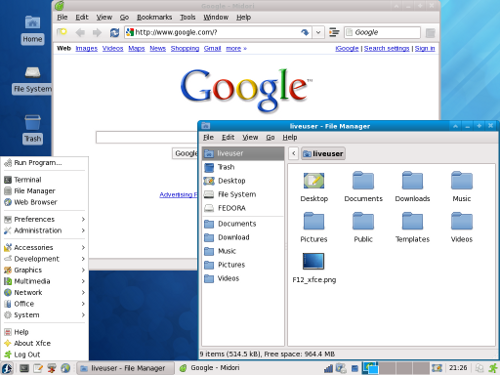 Google - Midori
File Edit View Go Bookmarks Tools Window Help
http://www.google.com/?
Google
Web Images Videos Maps News Shopping Gmail more »
iGoogle | Search settings | Sign in
Google™
Advertising
Home
File System
Trash
liveuser - File Manager
File Edit View Go Help
liveuser
Trash
Desktop
File System
FEDORA
Documents
Download
Music
Pictures
Videos
liveuser
Desktop Documents Downloads Music
Pictures Public Templates Videos
F12_xfce.png
9 items (514.5 kB), Free space: 964.4 MB
Run Program...
Terminal
File Manager
Web Browser
Preferences
Administration
Accessories
Development
Graphics
Multimedia
Network
Office
System
Help
About Xfce
Log Out
liveuser - File Manager
Google - Midori
21:26